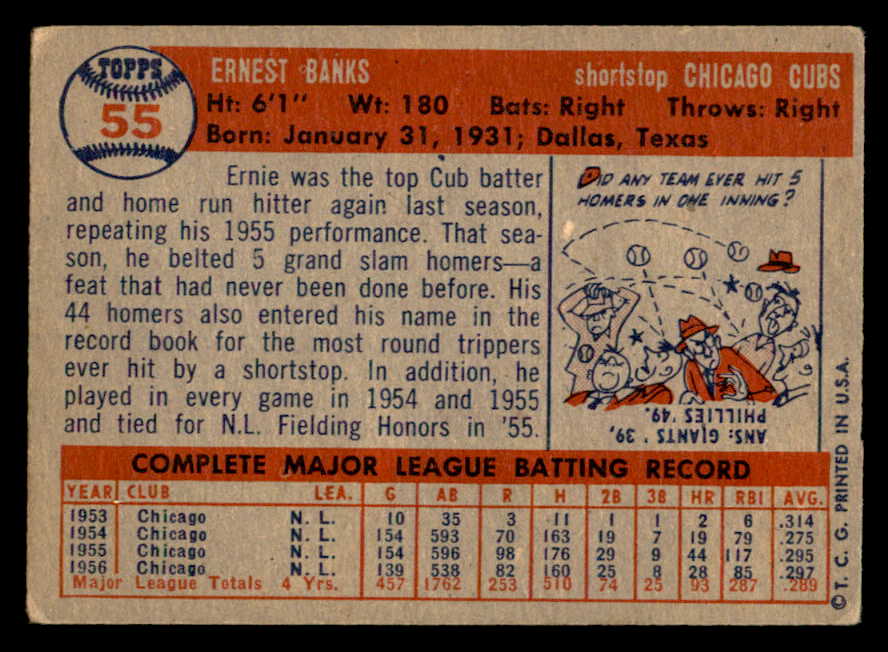 TOPPS
55
ERNEST BANKS shortstop CHICAGO CUBS
Ht: 6'1" Wt: 180 Bats: Right Throws: Right
Born: January 31, 1931; Dallas, Texas
Ernie was the top Cub batter
and home run hitter again last season,
repeating his 1955 performance. That sea-
son, he belted 5 grand slam homers—a
feat that had never been done before. His
44 homers also entered his name in the
record book for the most round trippers
ever hit by a shortstop. In addition, he
played in every game in 1954 and 1955
and tied for N.L. Fielding Honors in '55.
DID ANY TEAM EVER HIT 5
HOMERS IN ONE INNING?
ANS: GIANTS '39,
PHILLIES '49.
COMPLETE MAJOR LEAGUE BATTING RECORD
YEAR CLUB LEA. G AB R H 2B 3B HR RBI AVG.
1953 Chicago N. L. 10 35 3 11 1 1 2 6 .314
1954 Chicago N. L. 154 593 70 163 19 7 19 79 .275
1955 Chicago N. L. 154 596 98 176 29 9 44 117 .295
1956 Chicago N. L. 139 538 82 160 25 8 28 85 .297
Major League Totals 4 Yrs. 457 1762 253 510 74 25 93 287 .289
© T. C. G. PRINTED IN U.S.A.